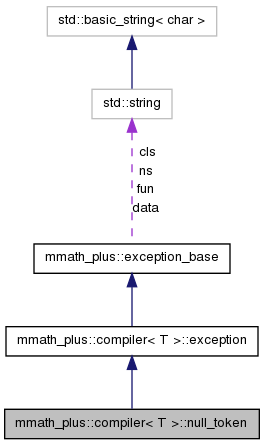 std::basic_string< char >
std::string
cls
ns
fun
data
mmath_plus::exception_base
mmath_plus::compiler< T >::exception
mmath_plus::compiler< T >::null_token